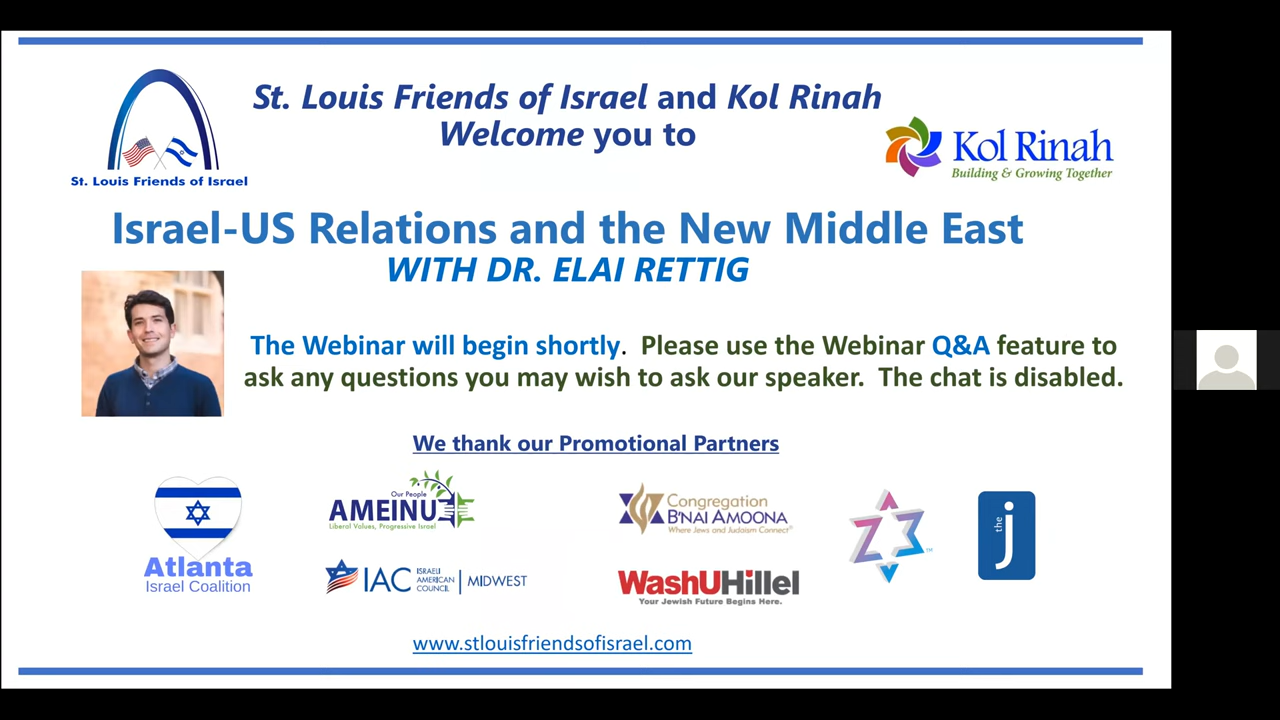 St. Louis Friends of Israel and Kol Rinah
Welcome you to
St. Louis Friends of Israel
Kol Rinah
Building & Growing Together
Israel-US Relations and the New Middle East
WITH DR. ELAI RETTIG
The Webinar will begin shortly. Please use the Webinar Q&A feature to
ask any questions you may wish to ask our speaker. The chat is disabled.
We thank our Promotional Partners
Atlanta
Israel Coalition
Our People
AMEINU
Liberal Values, Progressive Israel
IAC
ISRAELI
AMERICAN
COUNCIL
MIDWEST
Congregation
B'NAI AMOONA
Where Jews and Judaism Connect®
WashUHillel
Your Jewish Future Begins Here.
Z3
TM
the
j
www.stlouisfriendsofisrael.com